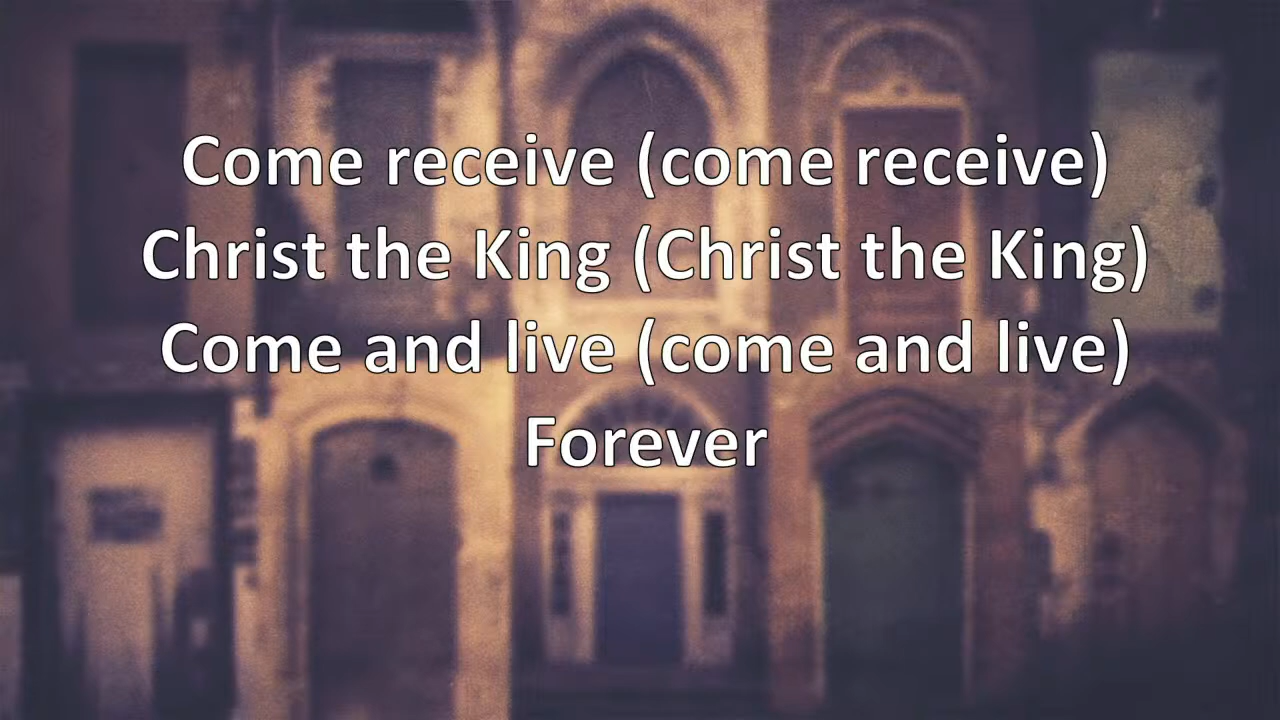 Come receive (come receive)
Christ the King (Christ the King)
Come and live (come and live)
Forever